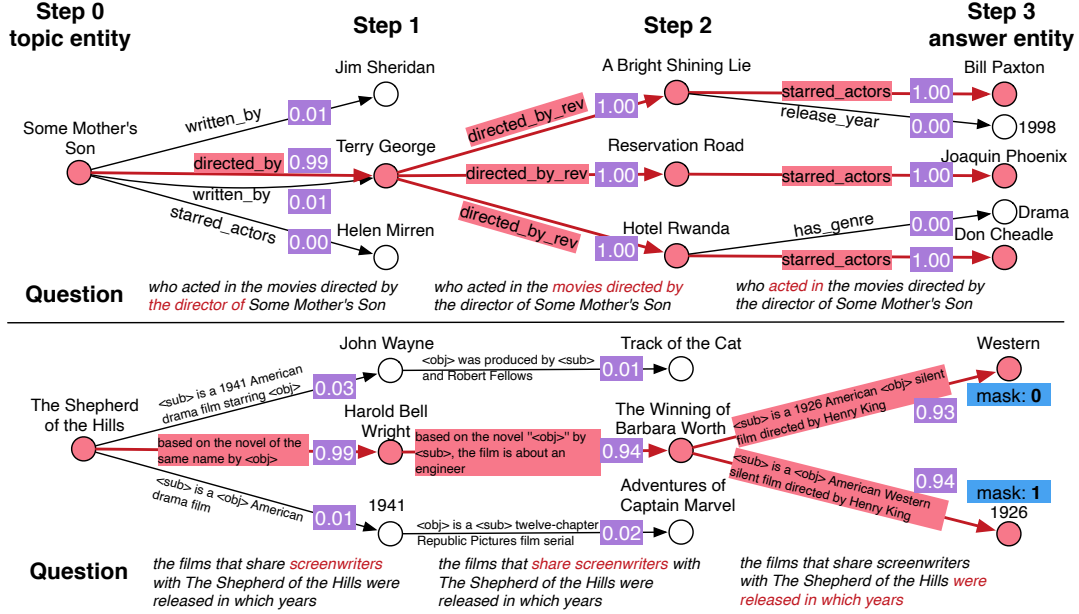 Step 0
topic entity
Step 1
Step 2
Step 3
answer entity
Some Mother's
Son
written_by
0.01
Jim Sheridan
directed_by
0.99
Terry George
written_by
0.01
starred_actors
0.00
Helen Mirren
directed_by_rev
1.00
A Bright Shining Lie
directed_by_rev
1.00
Reservation Road
directed_by_rev
1.00
Hotel Rwanda
starred_actors
1.00
Bill Paxton
release_year
0.00
1998
starred_actors
1.00
Joaquin Phoenix
has_genre
0.00
Drama
starred_actors
1.00
Don Cheadle
Question
who acted in the movies directed by
the director of Some Mother's Son
who acted in the movies directed by
the director of Some Mother's Son
who acted in the movies directed by
the director of Some Mother's Son
The Shepherd
of the Hills
<sub> is a 1941 American
drama film starring <obj>
0.03
John Wayne
based on the novel of the
same name by <obj>
0.99
Harold Bell
Wright
<sub> is a <obj> American
drama film
0.01
1941
<obj> was produced by <sub>
and Robert Fellows
0.01
Track of the Cat
based on the novel "<obj>" by
<sub>, the film is about an
engineer
0.94
The Winning of
Barbara Worth
<obj> is a <sub> twelve-chapter
Republic Pictures film serial
0.02
Adventures of
Captain Marvel
<sub> is a 1926 American <obj> silent
film directed by Henry King
0.93
Western
mask: 0
<sub> is a <obj> American Western
silent film directed by Henry King
0.94
mask: 1
1926
Question
the films that share screenwriters
with The Shepherd of the Hills were
released in which years
the films that share screenwriters with
The Shepherd of the Hills were
released in which years
the films that share screenwriters
with The Shepherd of the Hills were
released in which years